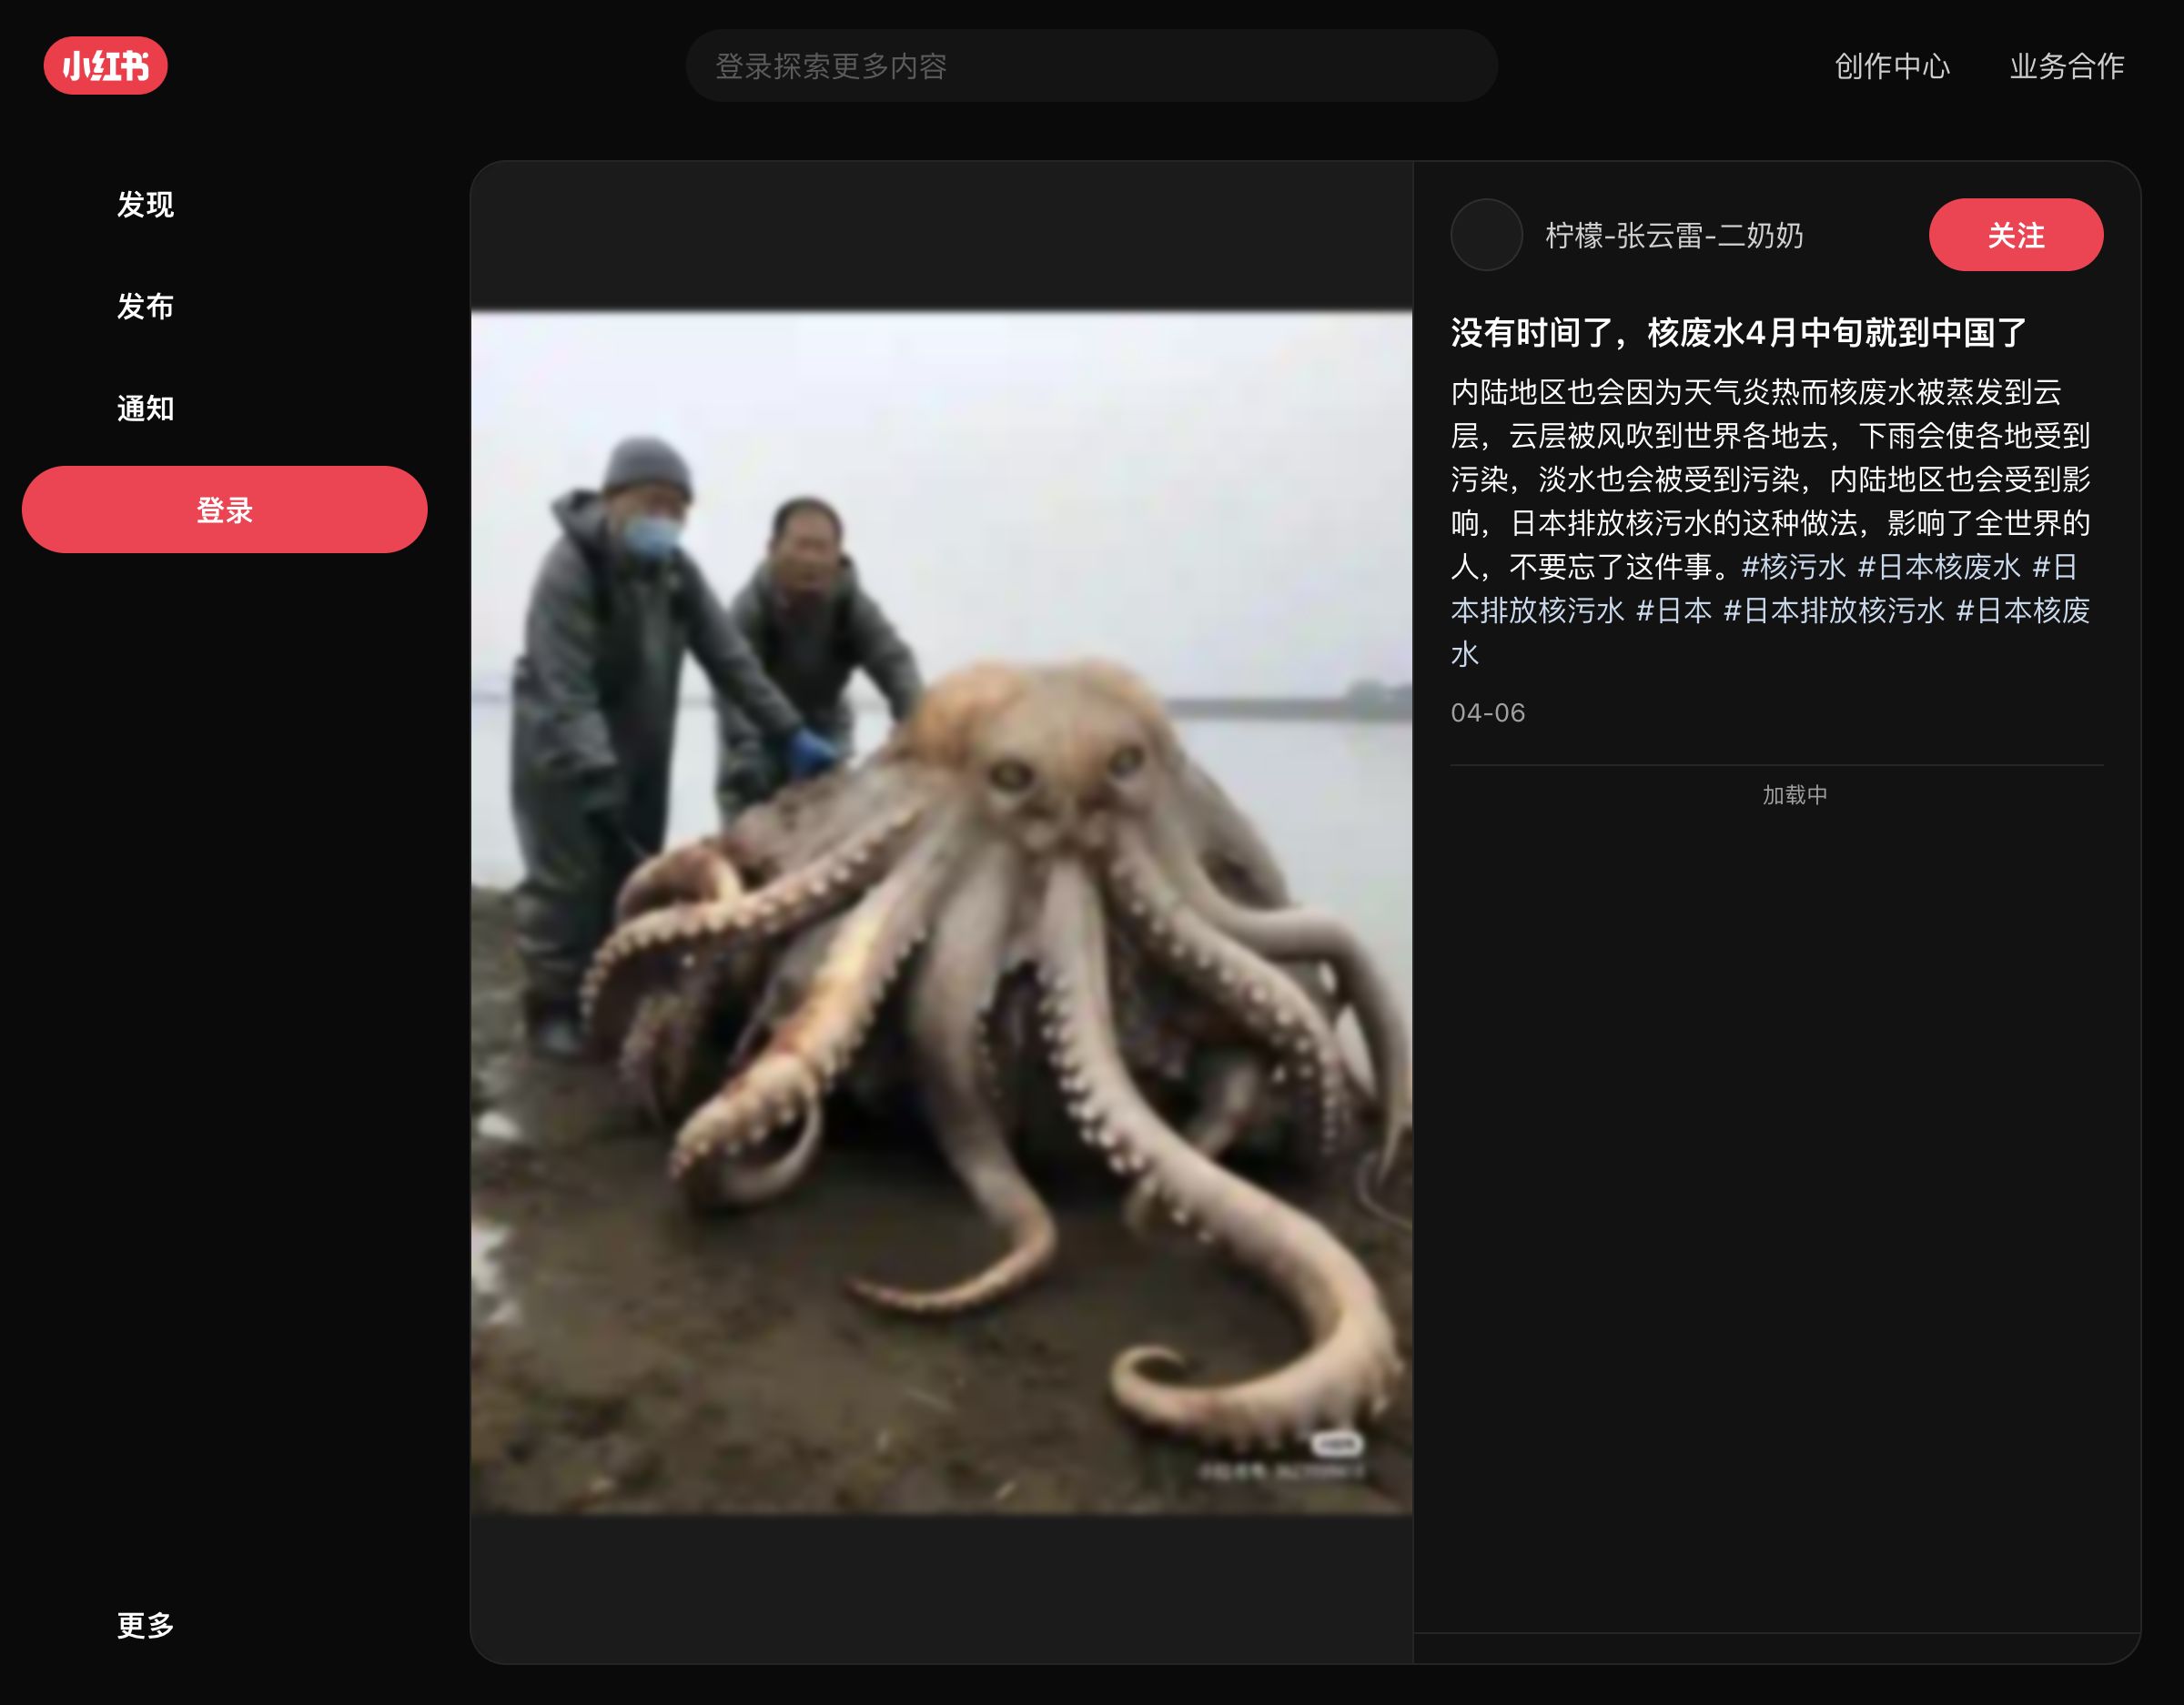 小红书
登录探索更多内容
创作中心
业务合作
发现
发布
通知
登录
更多
柠檬-张云雷-二奶奶
关注
没有时间了，核废水4月中旬就到中国了
内陆地区也会因为天气炎热而核废水被蒸发到云
层，云层被风吹到世界各地去，下雨会使各地受到
污染，淡水也会被受到污染，内陆地区也会受到影
响，日本排放核污水的这种做法，影响了全世界的
人，不要忘了这件事。#核污水 #日本核废水 #日
本排放核污水 #日本 #日本排放核污水 #日本核废
水
04-06
加载中